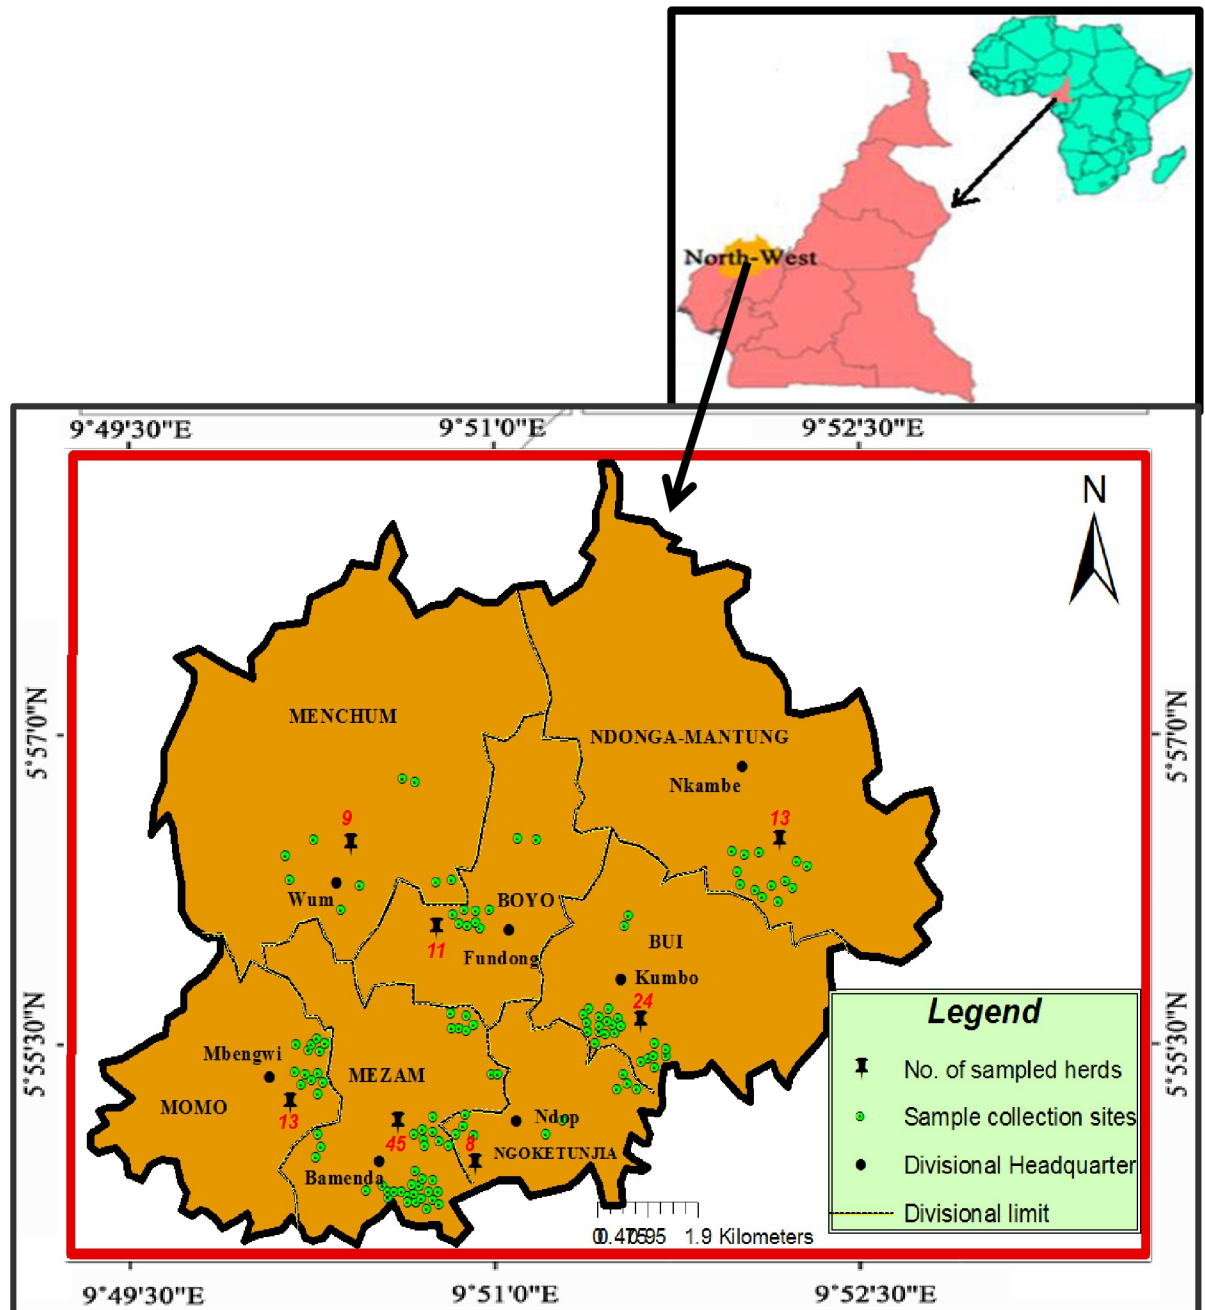 North-West
9°49'30"E 9°51'0"E 9°52'30"E
N
MENCHUM
NDONGA-MANTUNG
5°57'0"N
5°57'0"N
Nkambe
9
13
Wum
BOYO
11
Fundong
BUI
Kumbo
24
5°55'30"N
5°55'30"N
Mbengwi
MEZAM
MOMO
13
45
8
Ndop
NGOKETUNJIA
Bamenda
Legend
No. of sampled herds
Sample collection sites
Divisional Headquarter
Divisional limit
1.9 Kilometers
9°49'30"E 9°51'0"E 9°52'30"E